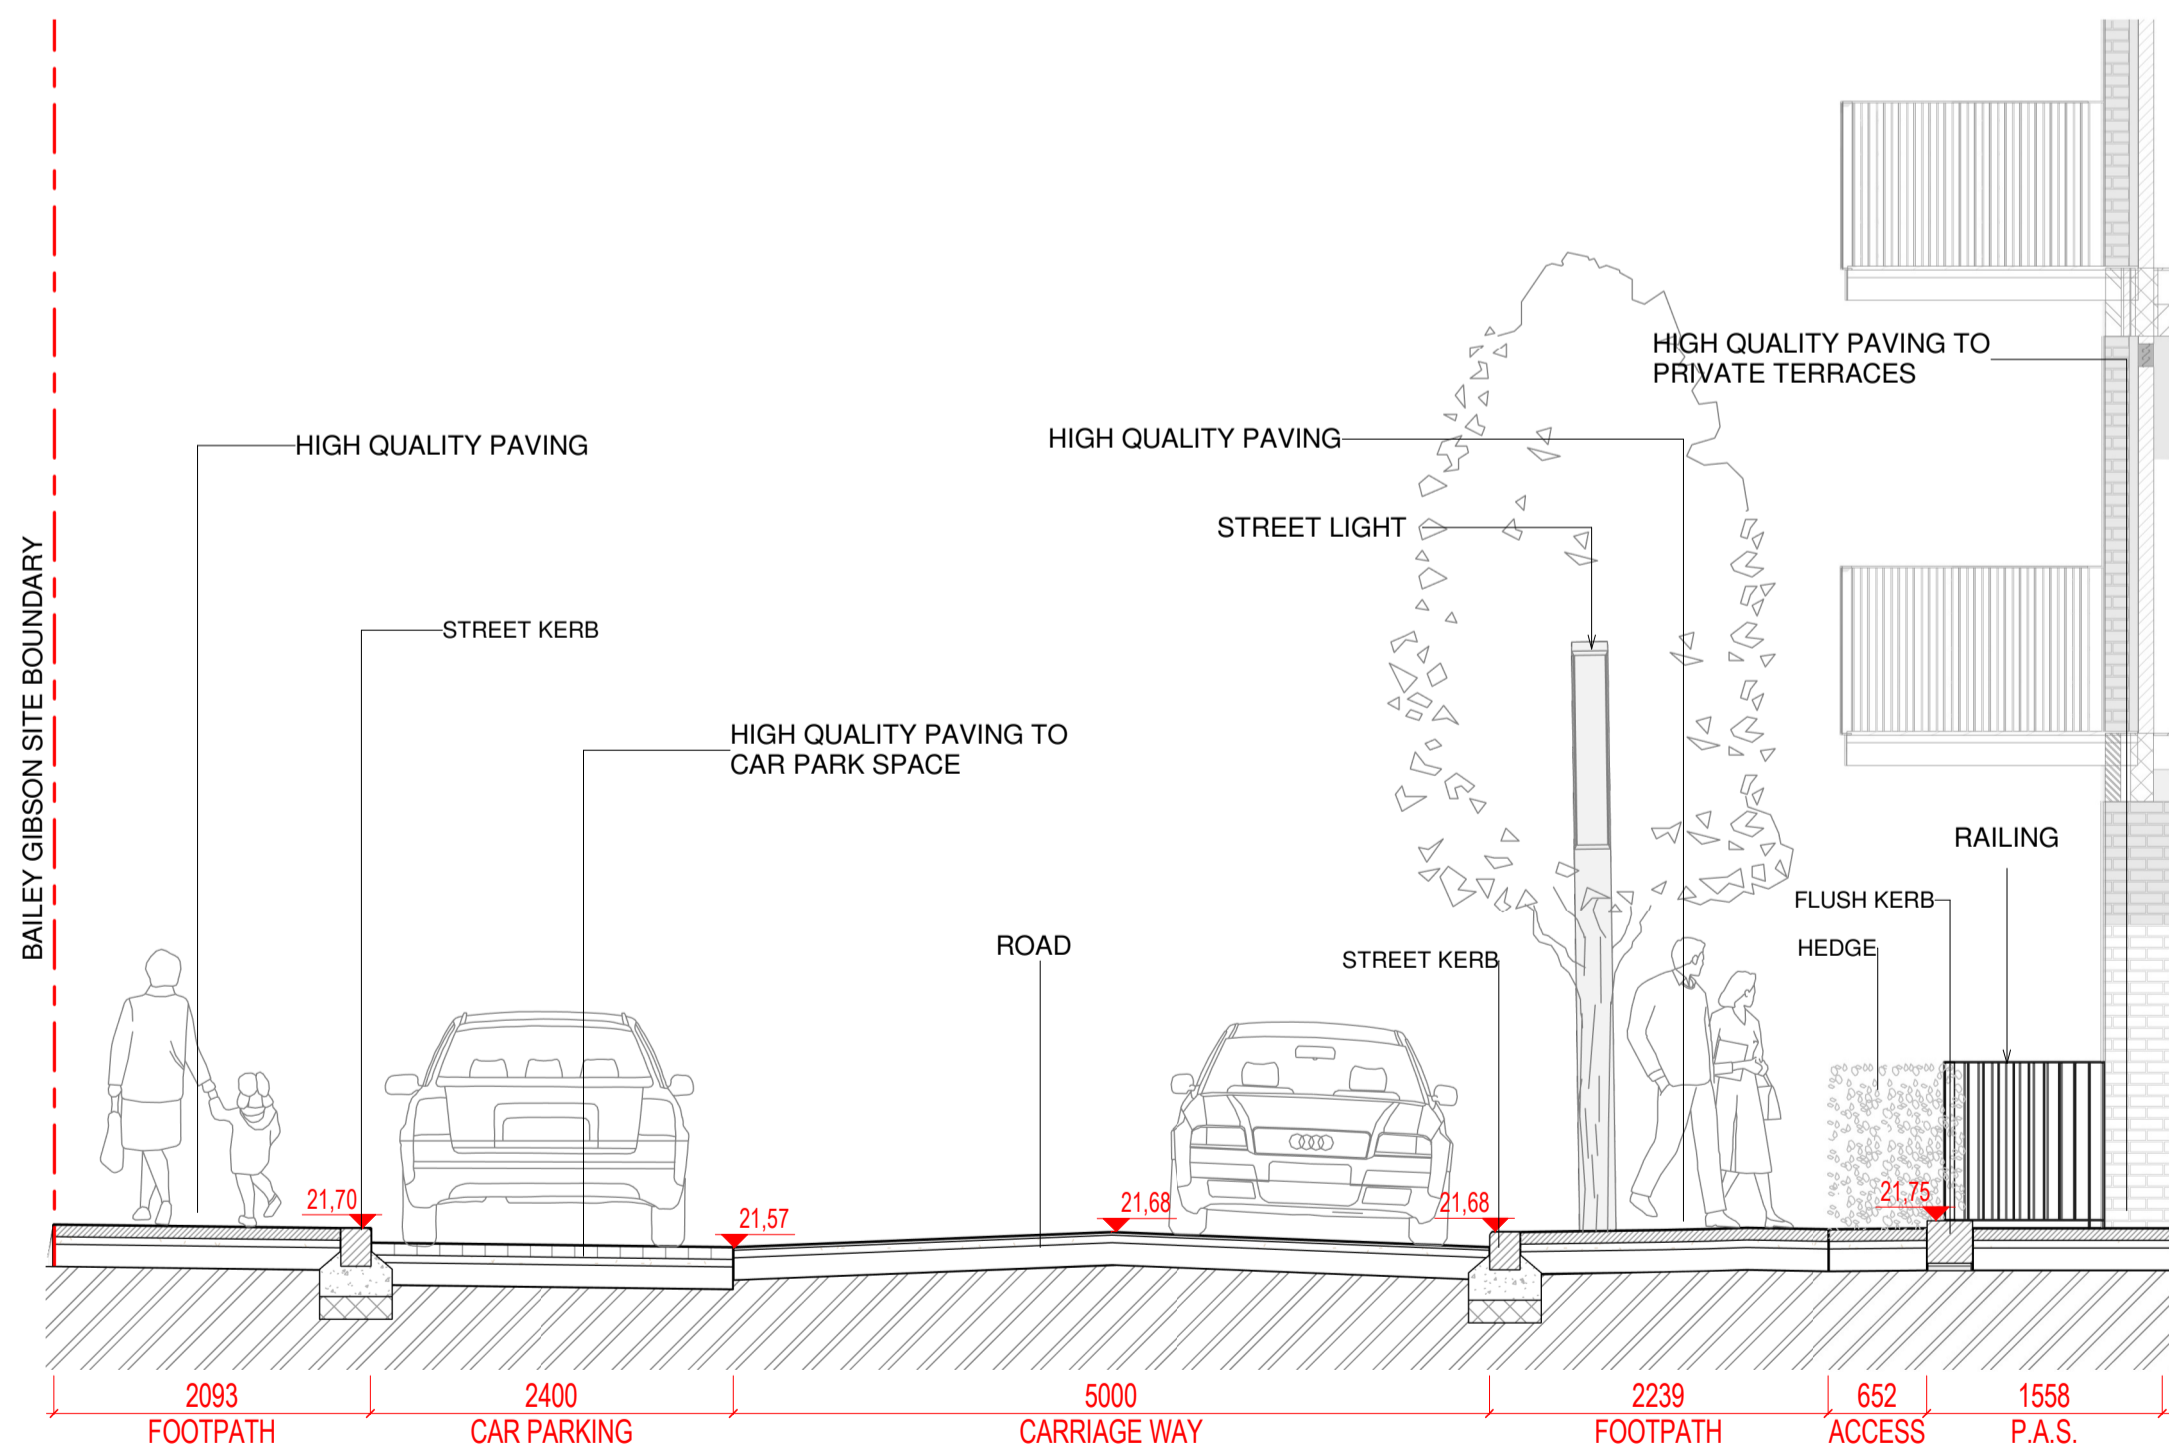 HIGH QUALITY PAVING TO
PRIVATE TERRACES
HIGH QUALITY PAVING
HIGH QUALITY PAVING
STREET LIGHT
BAILEY GIBSON SITE BOUNDARY
STREET KERB
HIGH QUALITY PAVING TO
CAR PARK SPACE
RAILING
FLUSH KERB
HEDGE
ROAD
STREET KERB
21,70
21,57
21,68
21,68
21,75
2093
2400
5000
2239
652
1558
FOOTPATH
CAR PARKING
CARRIAGE WAY
FOOTPATH
ACCESS
P.A.S.